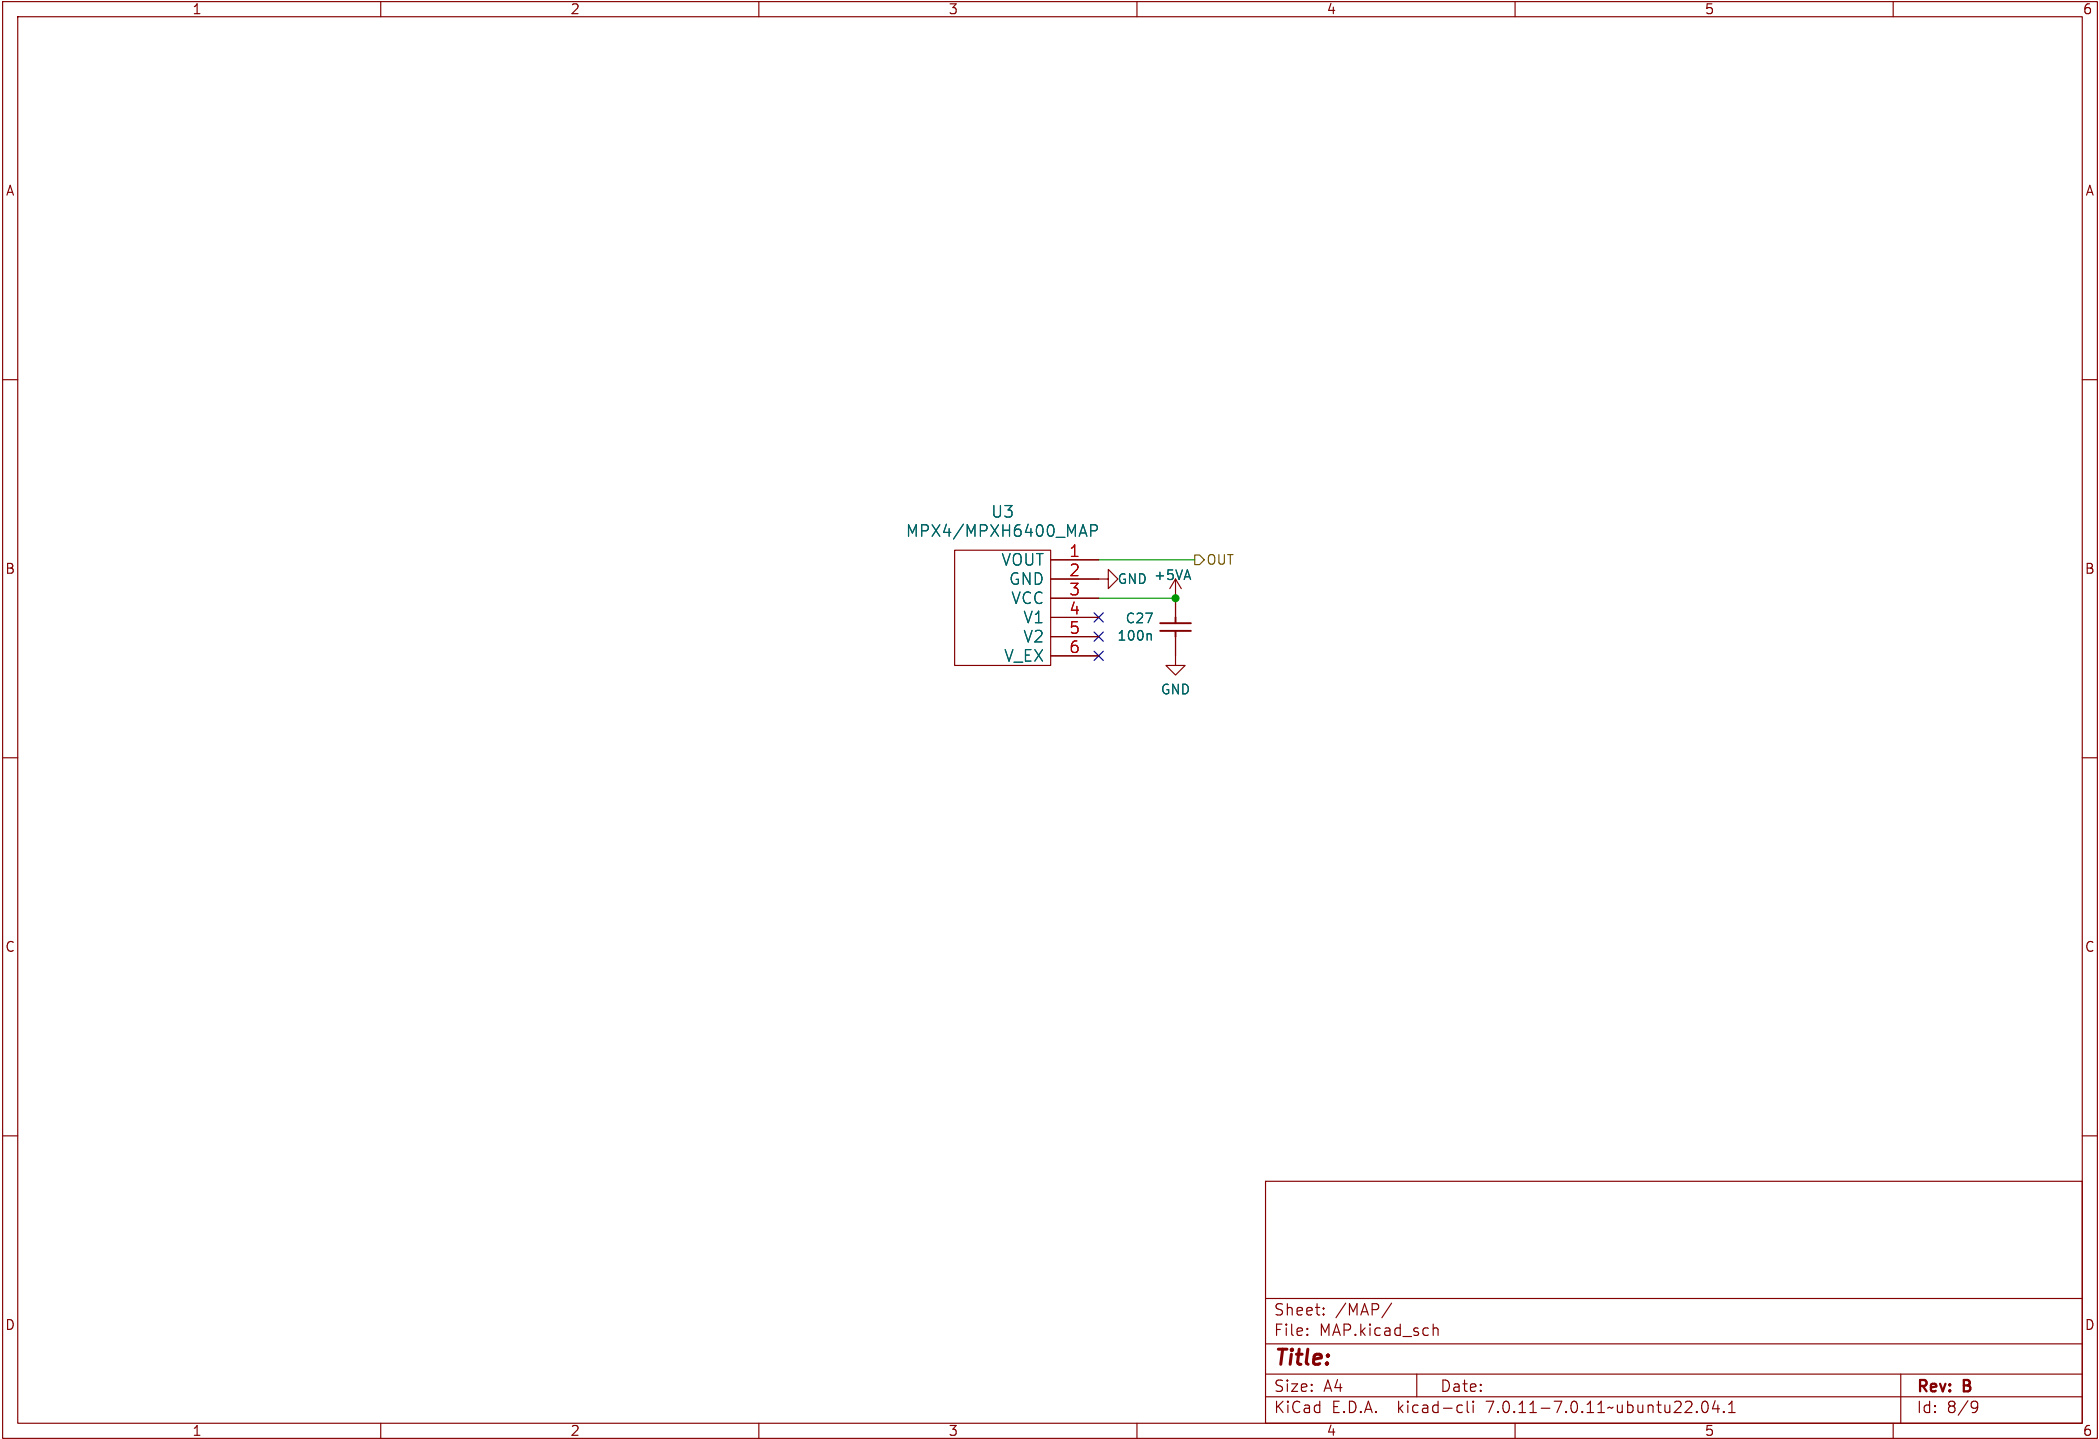 1 2 3 4 5 6
A A
U3
MPX4/MPXH6400_MAP
VOUT 1 OUT
GND 2 GND +5VA
VCC 3
V1 4 C27
V2 5 100n
V_EX 6
GND
B B
C C
Sheet: /MAP/
File: MAP.kicad_sch
D D
Title:
Size: A4 Date: Rev: B
KiCad E.D.A. kicad-cli 7.0.11-7.0.11~ubuntu22.04.1 Id: 8/9
1 2 3 4 5 6